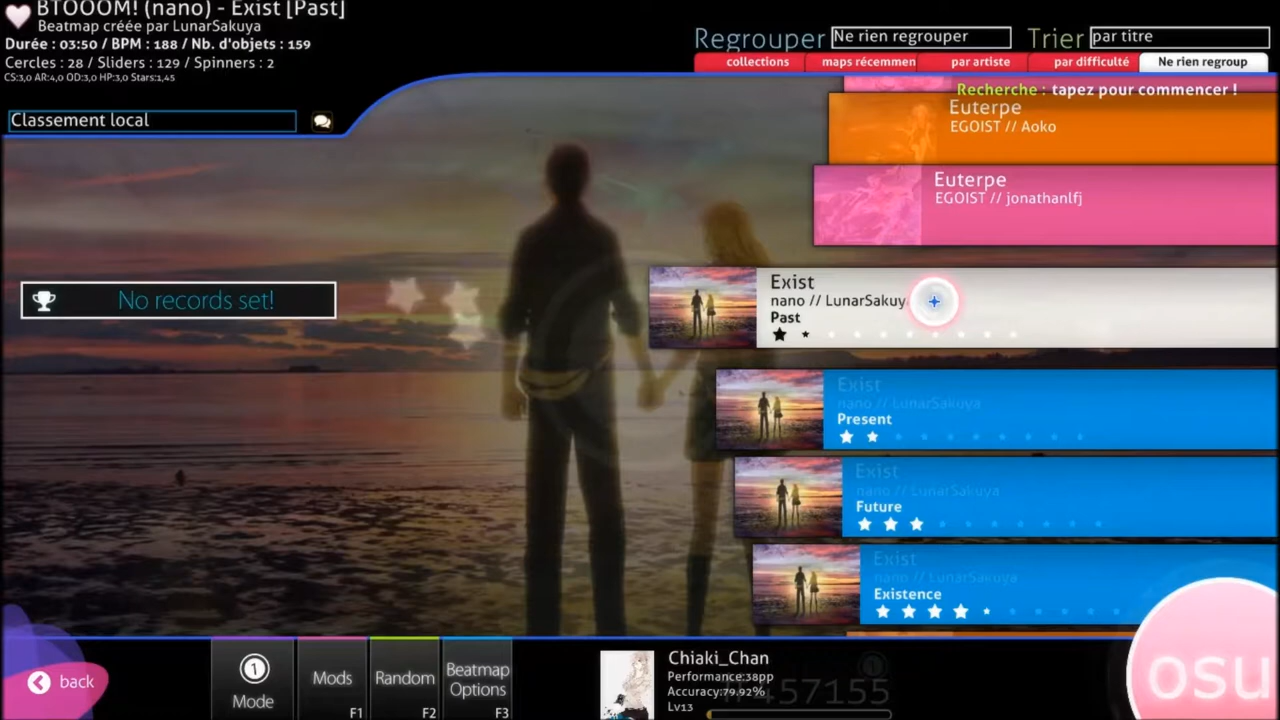 BTOOOM! (nano) - Exist [Past]
Beatmap créée par LunarSakuya
Durée : 03:50 / BPM : 188 / Nb. d'objets : 159
Cercles : 28 / Sliders : 129 / Spinners : 2
CS:3,0 AR:4,0 OD:3,0 HP:3,0 Stars:1,45
Regrouper Ne rien regrouper Trier par titre
collections maps récemmen par artiste par difficulté Ne rien regroup
Recherche : tapez pour commencer !
Classement local
Euterpe
EGOIST // Aoko
Euterpe
EGOIST // jonathanlfj
No records set!
Exist
nano // LunarSakuy
Past
Exist
nano // LunarSakuya
Present
Exist
nano // LunarSakuya
Future
Exist
nano // LunarSakuya
Existence
back
1
Mode
Mods
F1
Random
F2
Beatmap
Options
F3
Chiaki_Chan
Performance:38pp
Accuracy:79.92%
Lv13
#457155
osu